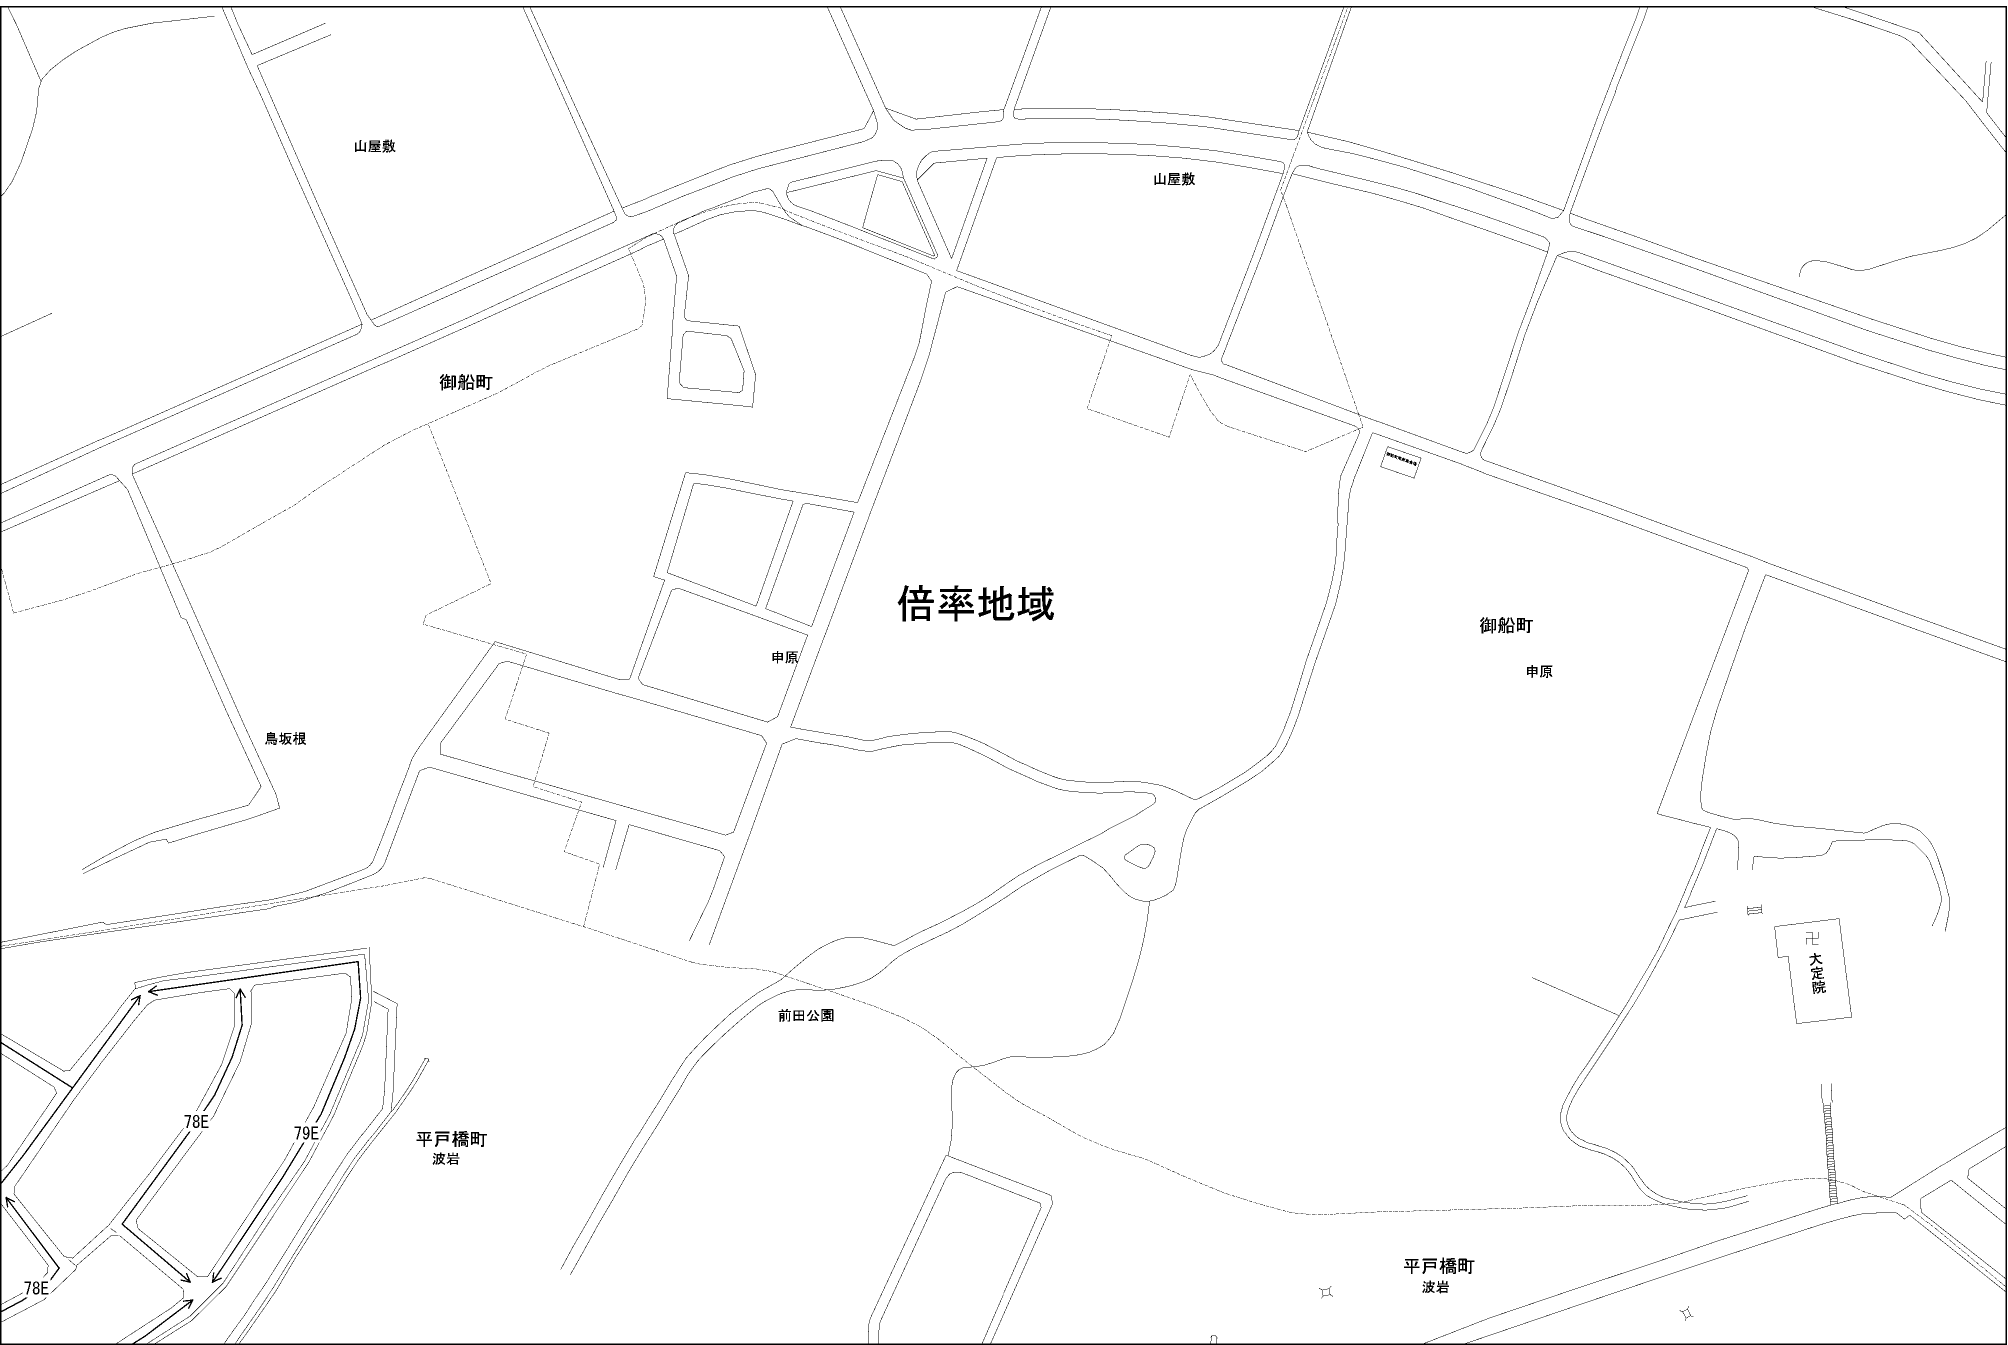 山屋敷
山屋敷
御船町
倍率地域
御船町
申原
申原
鳥坂根
大定院
前田公園
78E
79E
平戸橋町
波岩
平戸橋町
波岩
78E